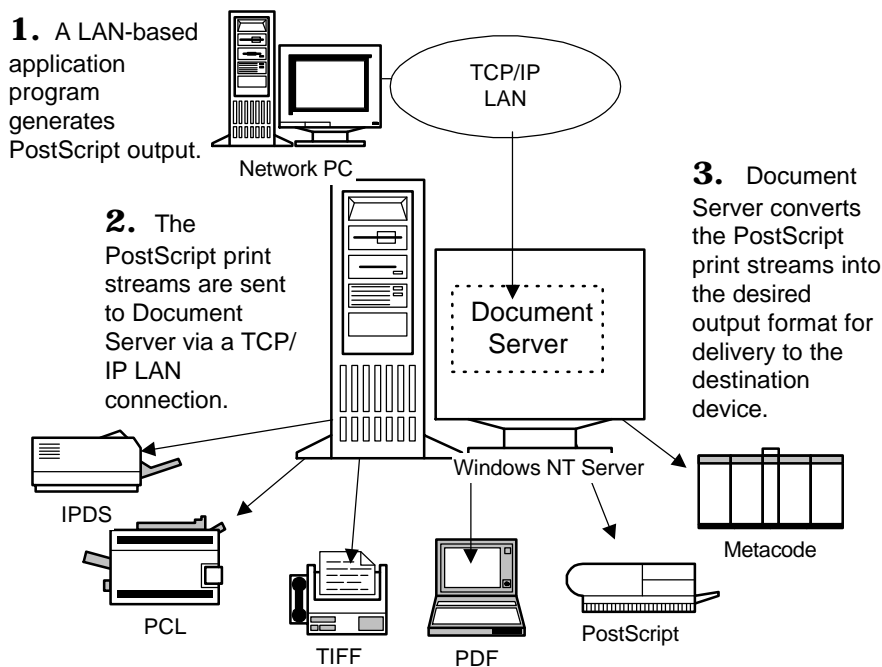 1. A LAN-based
application
program
generates
PostScript output.
Network PC
TCP/IP
LAN
2. The
PostScript print
streams are sent
to Document
Server via a TCP/
IP LAN
connection.
Document
Server
Windows NT Server
3. Document
Server converts
the PostScript
print streams into
the desired
output format for
delivery to the
destination
device.
IPDS
PCL
TIFF
PDF
PostScript
Metacode